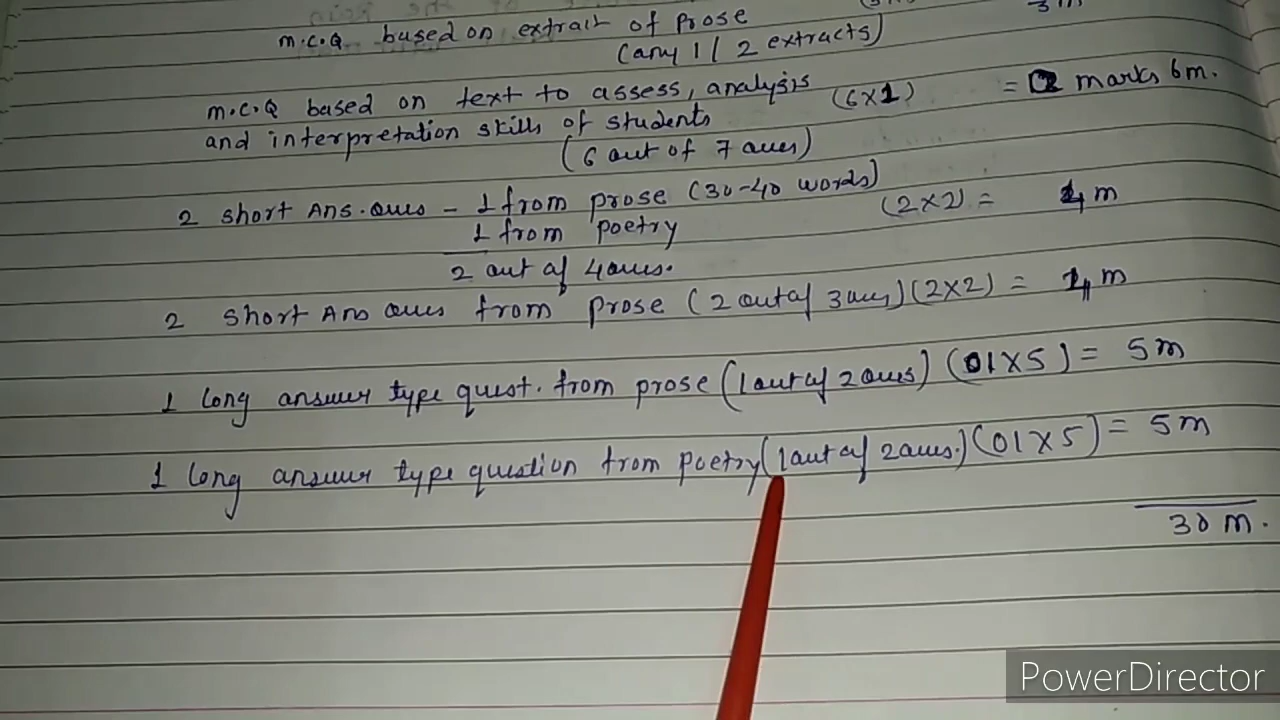 m.c.Q based on extrait of prose 3m
(any 1 / 2 extracts)
m.c.Q based on text to assess, analysis (6x1) = marks 6m.
and interpretation skills of students
(6 out of 7 ques)
2 short Ans. Ques - 1 from prose (30-40 words) (2x2) = 4m
1 from poetry
2 out of 4 ques.
2 short Ans Ques from prose (2 out of 3 ques) (2x2) = 4m
1 long answer type quest. from prose (1 out of 2 ques) (01x5) = 5m
1 long answer type question from poetry (1 out of 2 ques.) (01x5) = 5m
30 m.
PowerDirector